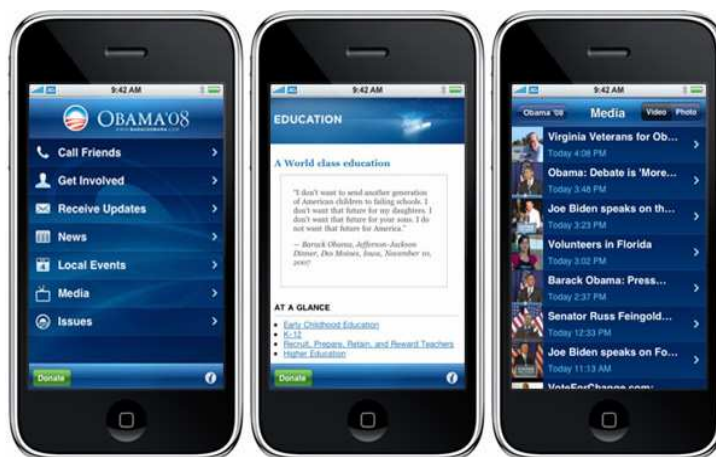 9:42 AM
OBAMA'08
WWW.BARACKOBAMA.COM
Call Friends
Get Involved
Receive Updates
News
Local Events
Media
Issues
Donate
9:42 AM
EDUCATION
A World class education
"I don't want to send another generation
of American children to failing schools. I
don't want that future for my daughters. I
don't want that future for your sons. I do
not want that future for America."
— Barack Obama, Jefferson-Jackson
Dinner, Des Moines, Iowa, November 10,
2007
AT A GLANCE
Early Childhood Education
K-12
Recruit, Prepare, Retain, and Reward Teachers
Higher Education
Donate
9:42 AM
Obama '08
Media
Video
Photo
Virginia Veterans for Ob...
Today 4:08 PM
Obama: Debate is 'More...
Today 3:48 PM
Joe Biden speaks on th...
Today 3:23 PM
Volunteers in Florida
Today 3:02 PM
Barack Obama: Press...
Today 2:37 PM
Senator Russ Feingold...
Today 12:33 PM
Joe Biden speaks on Fo...
Today 11:13 AM
VoteForChange.com: